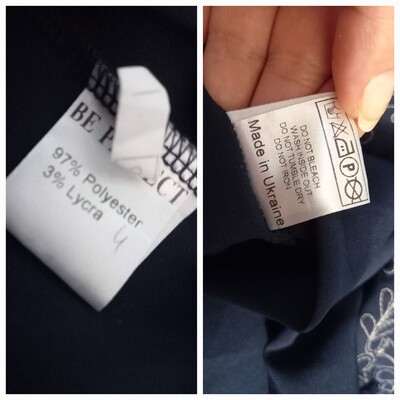 BE PERFECT
97% Polyester
3% Lycra
4
DO NOT BLEACH
WASH INSIDE OUT
DO NOT TUMBLE DRY
DO NOT IRON
Made in Ukraine
P